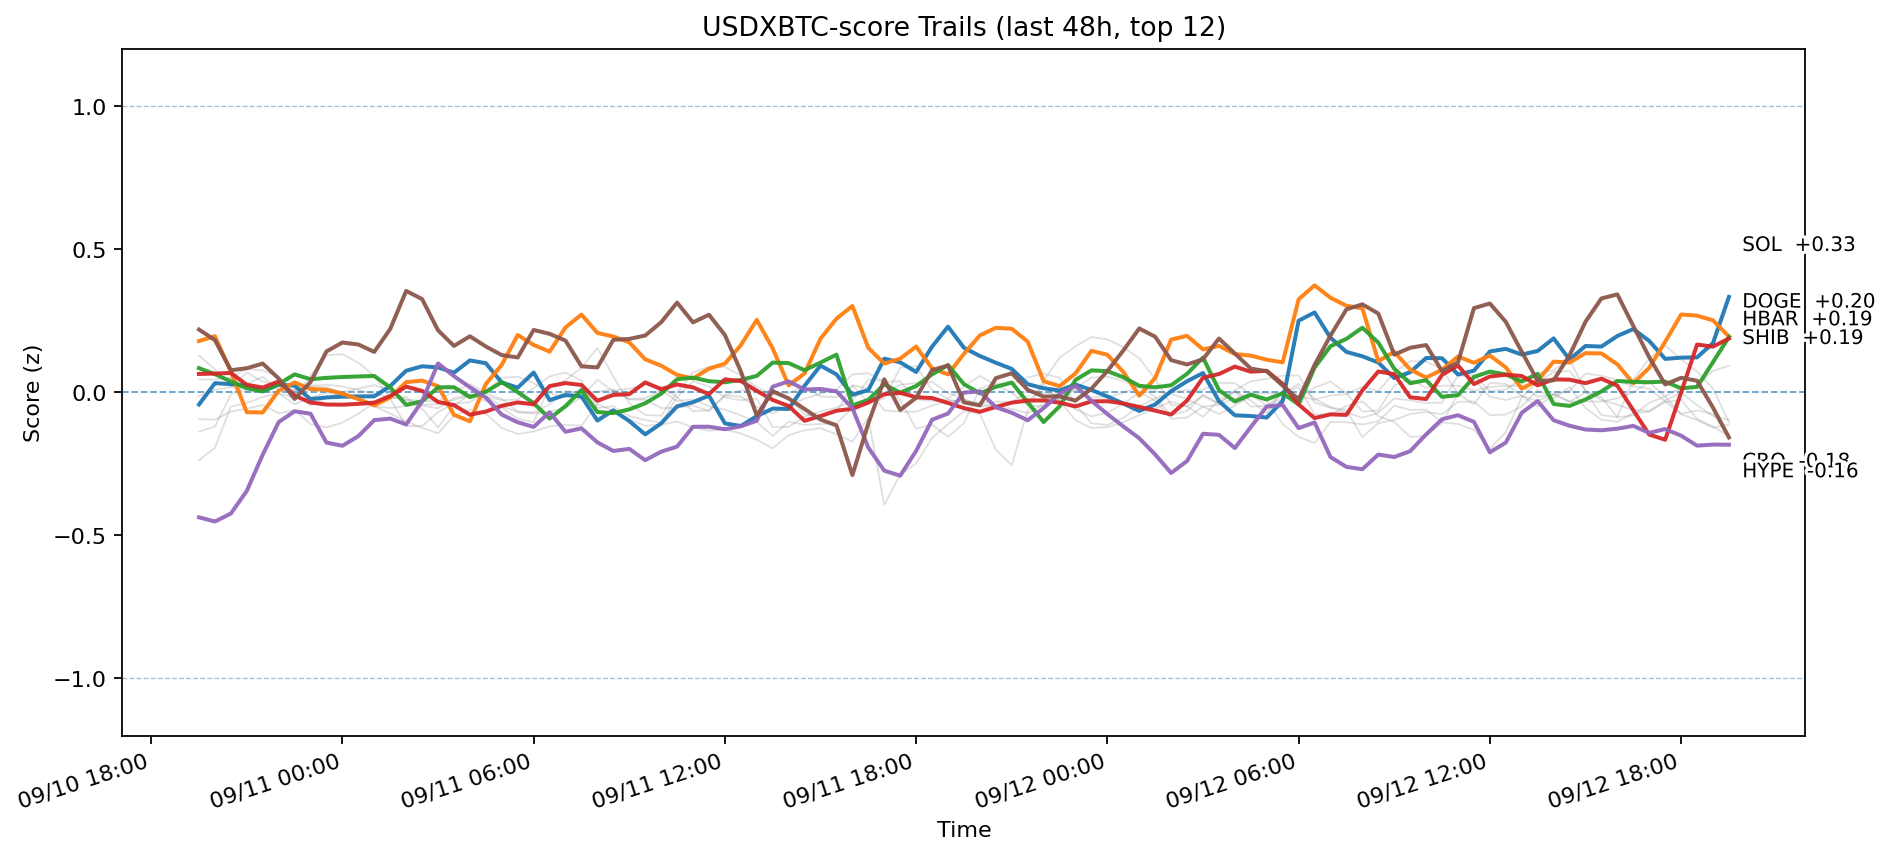 USDXBTC-score Trails (last 48h, top 12)
Score (z)
1.0
0.5
0.0
−0.5
−1.0
SOL +0.33
DOGE +0.20
HBAR +0.19
SHIB +0.19
CRO -0.18
HYPE -0.16
09/10 18:00
09/11 00:00
09/11 06:00
09/11 12:00
09/11 18:00
09/12 00:00
09/12 06:00
09/12 12:00
09/12 18:00
Time